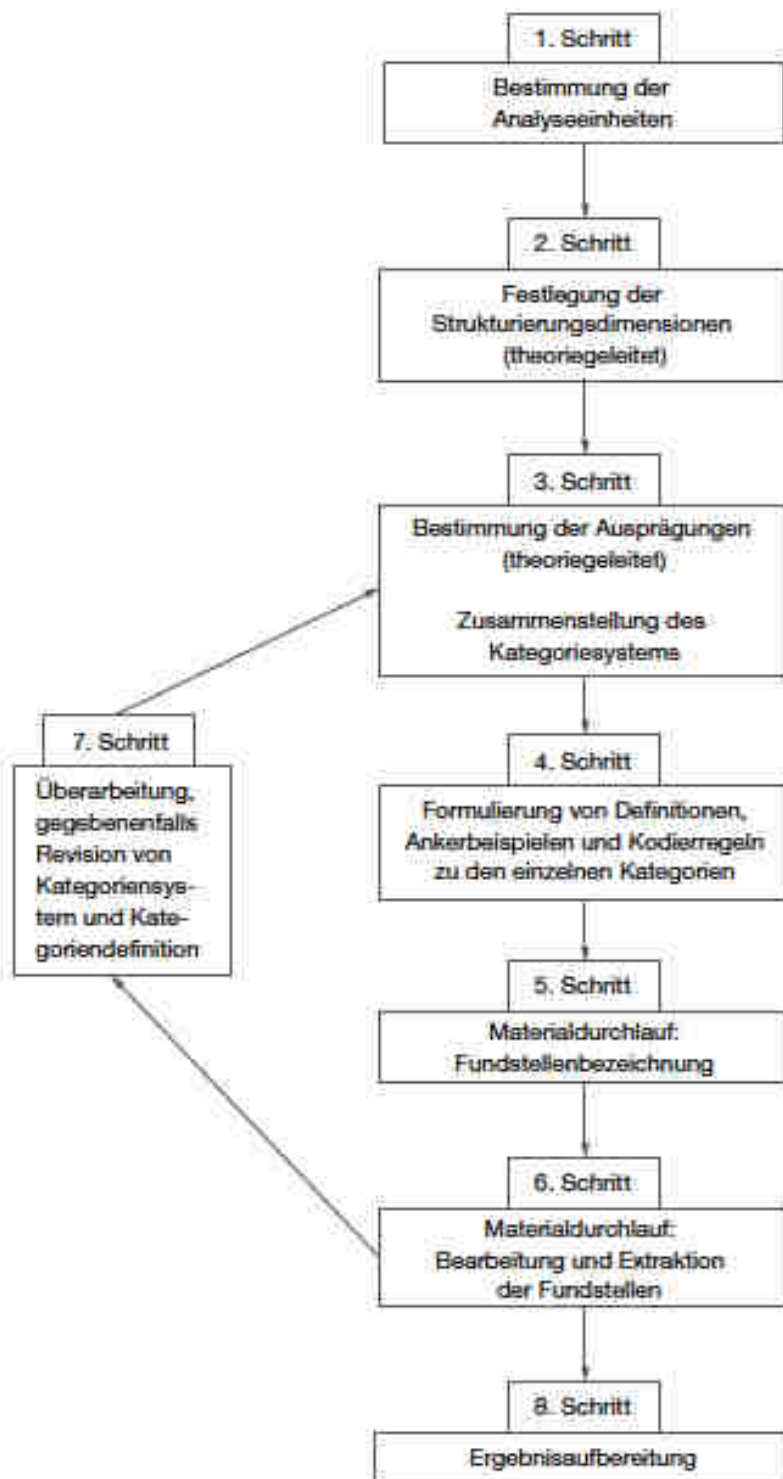 1. Schritt
Bestimmung der
Analyseeinheiten
2. Schritt
Festlegung der
Strukturierungsdimensionen
(theoriegeleitet)
3. Schritt
Bestimmung der Ausprägungen
(theoriegeleitet)
Zusammenstellung des
Kategoriesystems
4. Schritt
Formulierung von Definitionen,
Ankerbeispielen und Kodierregeln
zu den einzelnen Kategorien
5. Schritt
Materialdurchlauf:
Fundstellenbezeichnung
6. Schritt
Materialdurchlauf:
Bearbeitung und Extraktion
der Fundstellen
7. Schritt
Überarbeitung,
gegebenenfalls
Revision von
Kategoriensys-
tem und Kate-
goriendefinition
8. Schritt
Ergebnisaufbereitung